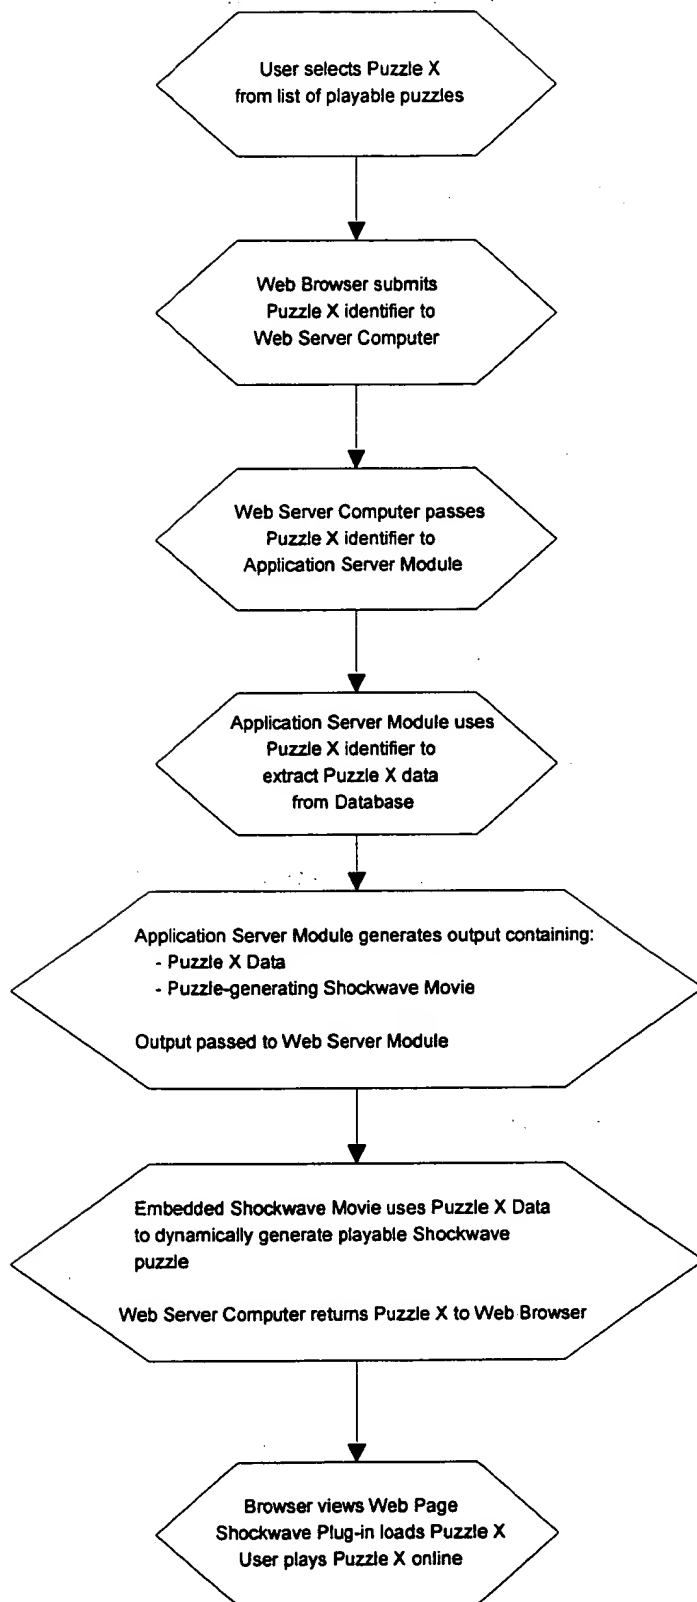 User selects Puzzle X
from list of playable puzzles
Web Browser submits
Puzzle X identifier to
Web Server Computer
Web Server Computer passes
Puzzle X identifier to
Application Server Module
Application Server Module uses
Puzzle X identifier to
extract Puzzle X data
from Database
Application Server Module generates output containing:
- Puzzle X Data
- Puzzle-generating Shockwave Movie
Output passed to Web Server Module
Embedded Shockwave Movie uses Puzzle X Data
to dynamically generate playable Shockwave
puzzle
Web Server Computer returns Puzzle X to Web Browser
Browser views Web Page
Shockwave Plug-in loads Puzzle X
User plays Puzzle X online